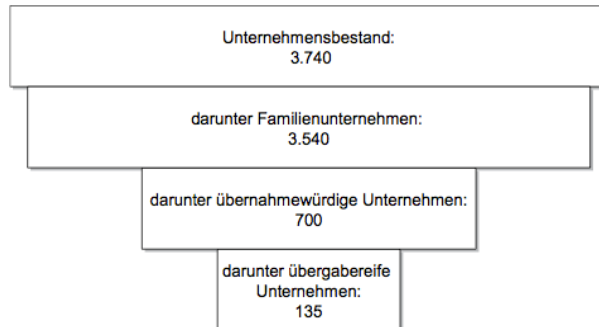 Unternehmensbestand:
3.740
darunter Familienunternehmen:
3.540
darunter übernahmewürdige Unternehmen:
700
darunter übergabereife
Unternehmen:
135